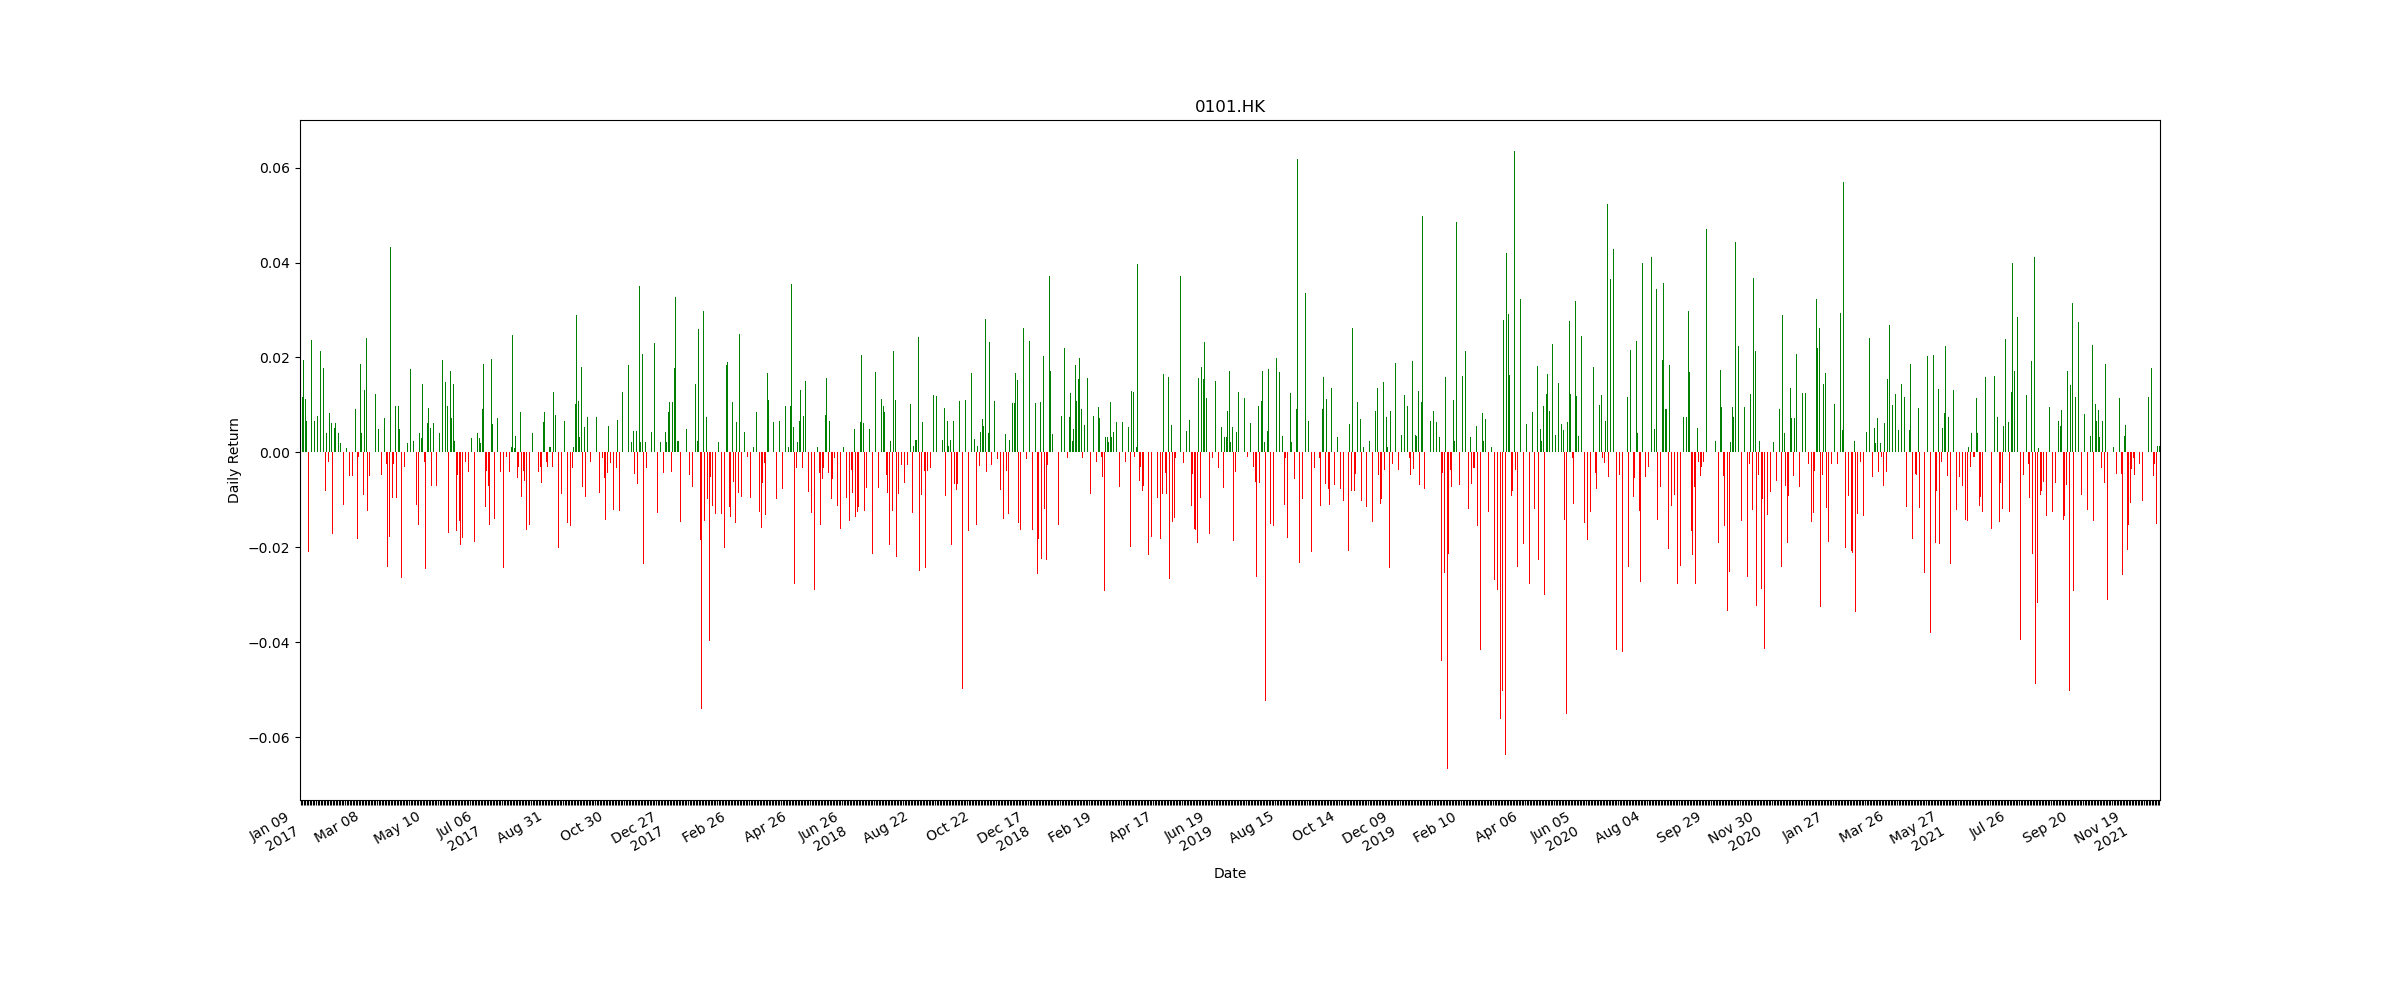 0101.HK
0.06
0.04
0.02
0.00
−0.02
−0.04
−0.06
Daily Return
Jan 09
2017
Mar 08
May 10
Jul 06
2017
Aug 31
Oct 30
Dec 27
2017
Feb 26
Apr 26
Jun 26
2018
Aug 22
Oct 22
Dec 17
2018
Feb 19
Apr 17
Jun 19
2019
Aug 15
Oct 14
Dec 09
2019
Feb 10
Apr 06
Jun 05
2020
Aug 04
Sep 29
Nov 30
2020
Jan 27
Mar 26
May 27
2021
Jul 26
Sep 20
Nov 19
2021
Date